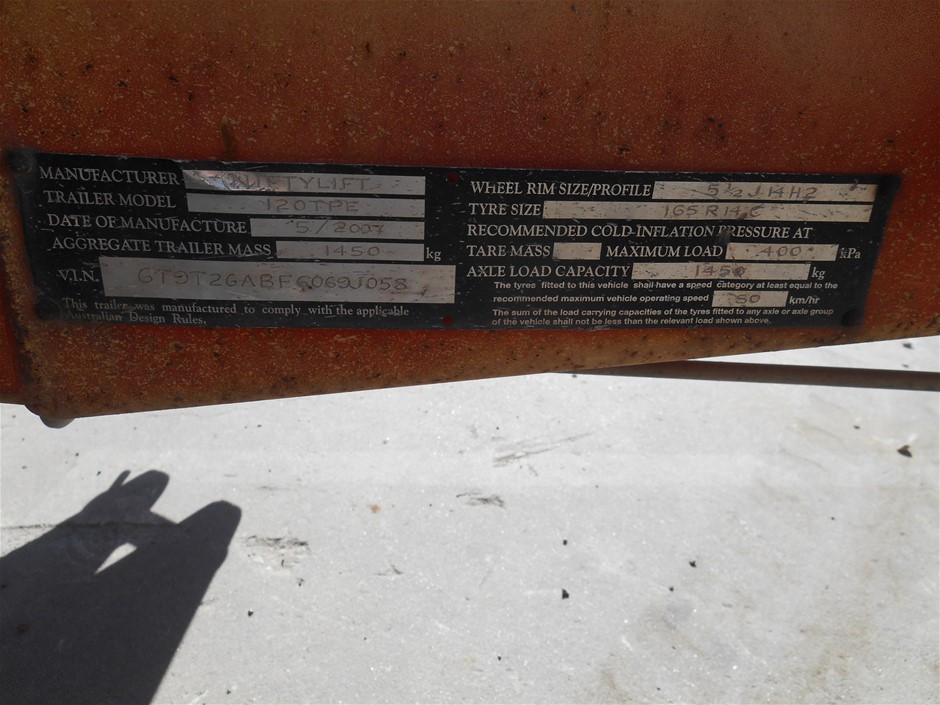 MANUFACTURER NIFTYLIFT
TRAILER MODEL 120TPE
DATE OF MANUFACTURE 5/2007
AGGREGATE TRAILER MASS 1450 kg
V.I.N. 6T9T26ABF6069J058
This trailer was manufactured to comply with the applicable
Australian Design Rules.
WHEEL RIM SIZE/PROFILE 5½J14H2
TYRE SIZE 165R14C
RECOMMENDED COLD INFLATION PRESSURE AT
TARE MASS MAXIMUM LOAD 400 kPa
AXLE LOAD CAPACITY 1450 kg
The tyres fitted to this vehicle shall have a speed category at least equal to the
recommended maximum vehicle operating speed 80 km/hr
The sum of the load carrying capacities of the tyres fitted to any axle or axle group
of the vehicle shall not be less than the relevant load shown above.